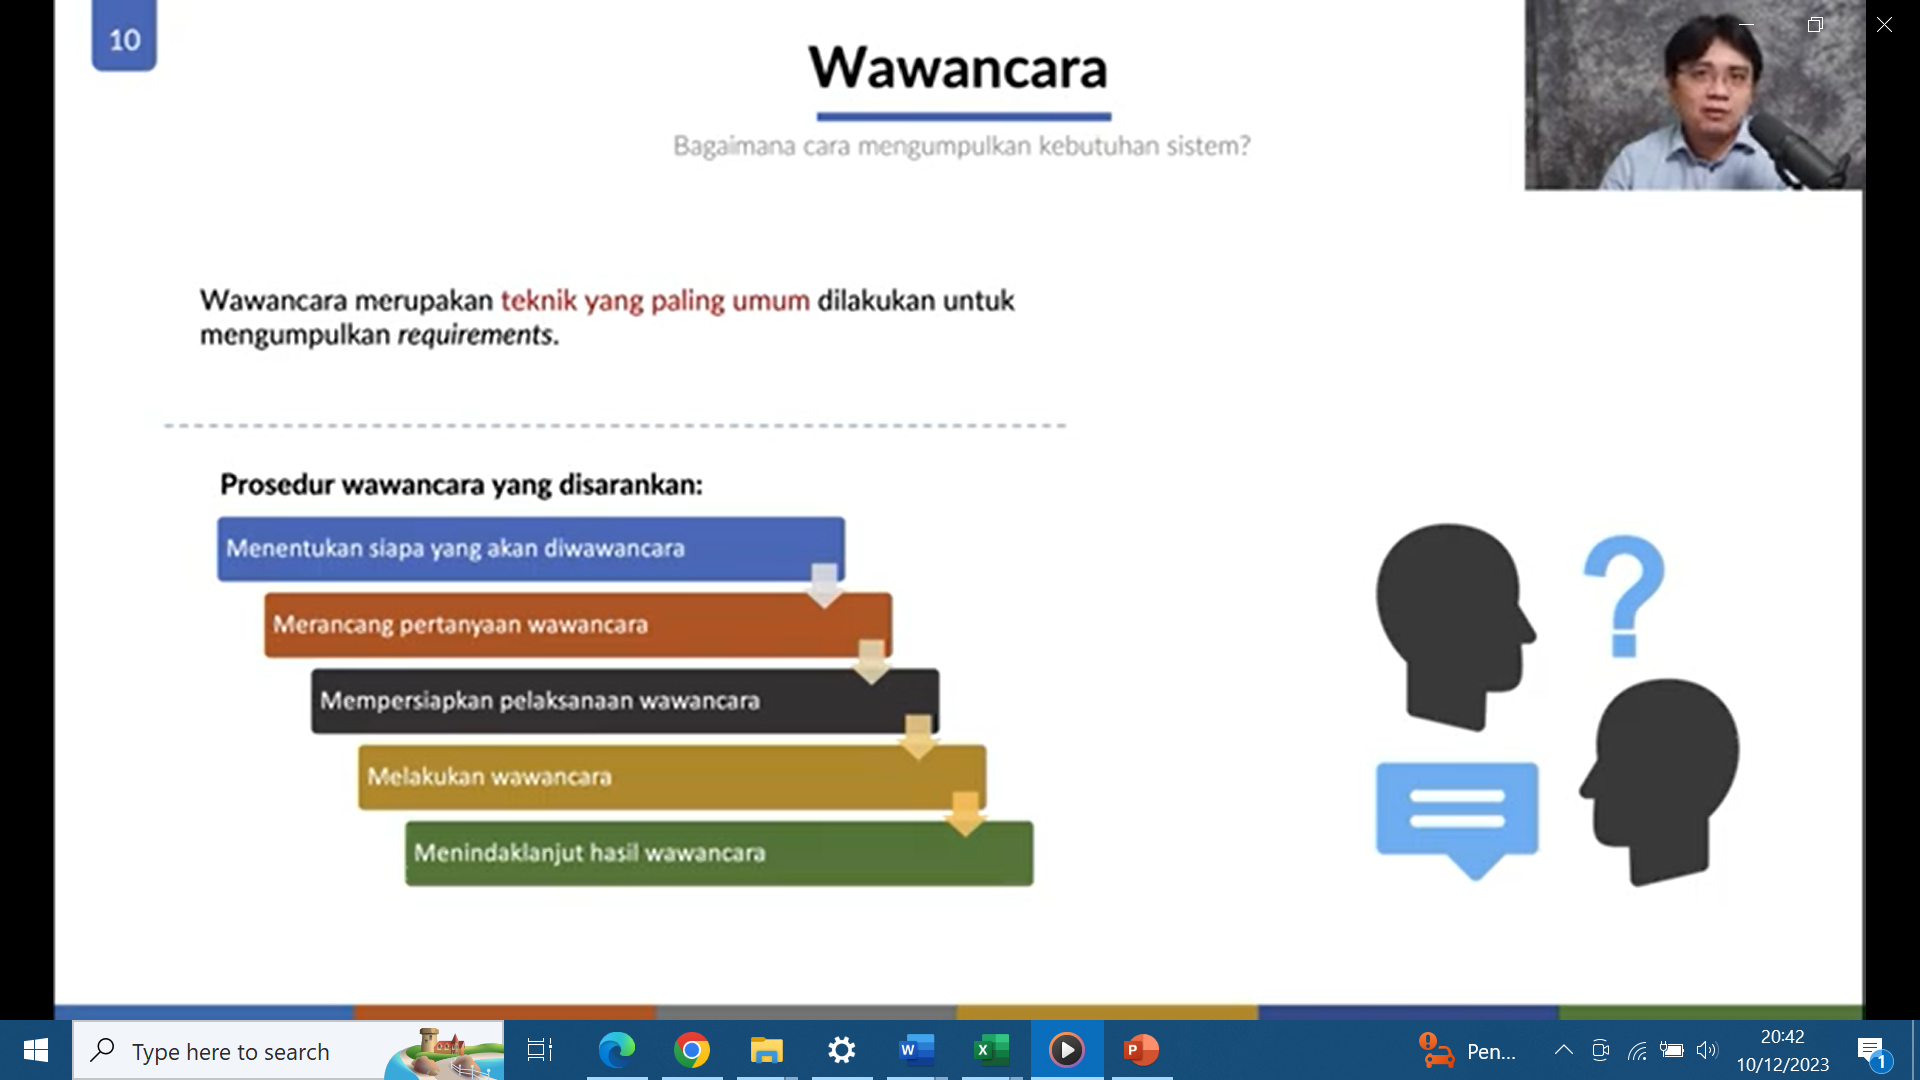 10
Wawancara
Bagaimana cara mengumpulkan kebutuhan sistem?
Wawancara merupakan teknik yang paling umum dilakukan untuk
mengumpulkan requirements.
Prosedur wawancara yang disarankan:
Menentukan siapa yang akan diwawancara
Merancang pertanyaan wawancara
Mempersiapkan pelaksanaan wawancara
Melakukan wawancara
Menindaklanjut hasil wawancara
Type here to search
W
X
P
Pen...
20:42
10/12/2023
1